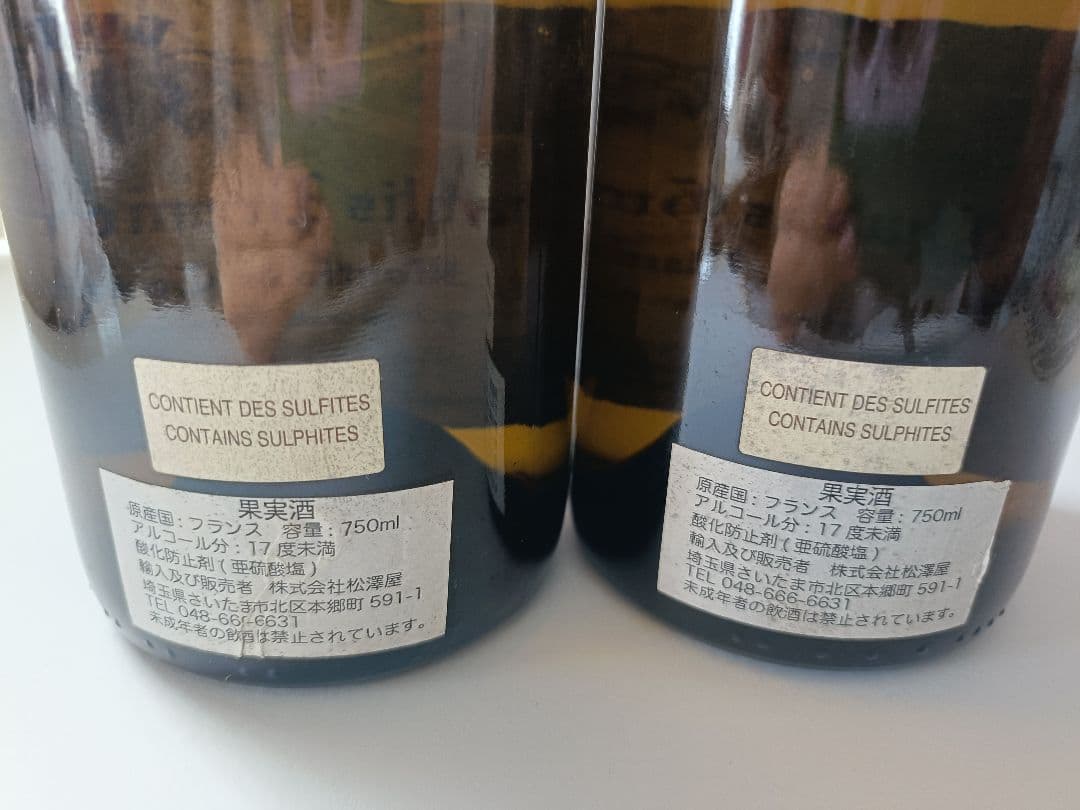 CONTIENT DES SULFITES
CONTAINS SULPHITES
果実酒
原産国：フランス 容量：750ml
アルコール分：17度未満
酸化防止剤(亜硫酸塩)
輸入及び販売者 株式会社松澤屋
埼玉県さいたま市北区本郷町591-1
TEL 048-666-6631
未成年者の飲酒は禁止されています。
CONTIENT DES SULFITES
CONTAINS SULPHITES
果実酒
原産国：フランス 容量：750ml
アルコール分：17度未満
酸化防止剤(亜硫酸塩)
輸入及び販売者 株式会社松澤屋
埼玉県さいたま市北区本郷町591-1
TEL 048-666-6631
未成年者の飲酒は禁止されています。